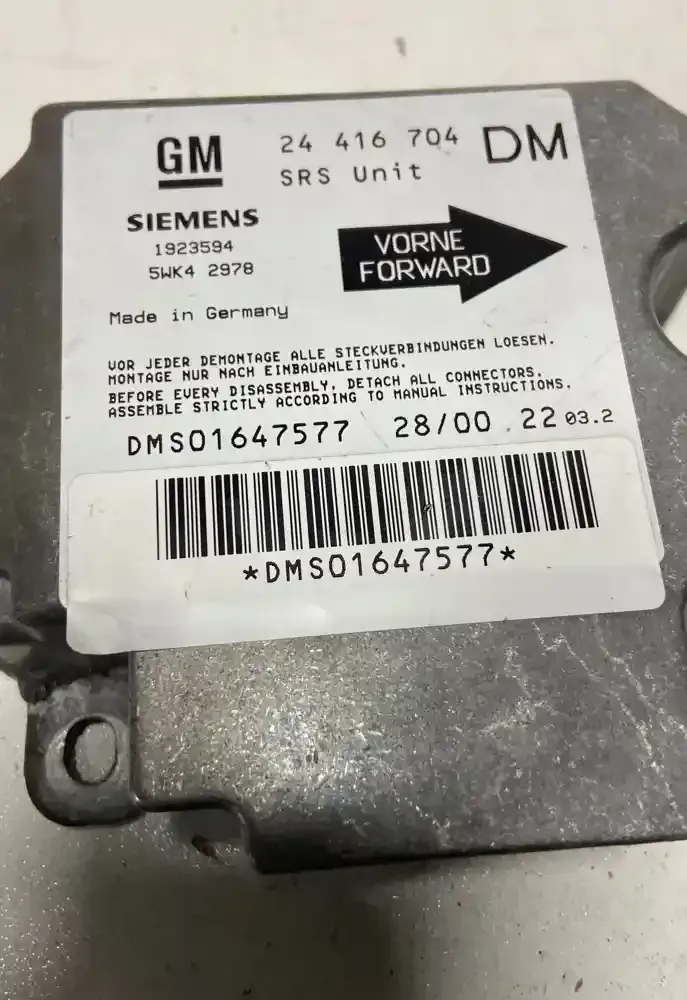 GM 24 416 704 DM
SRS Unit
SIEMENS
1923594
5WK4 2978
VORNE
FORWARD
Made in Germany
VOR JEDER DEMONTAGE ALLE STECKVERBINDUNGEN LOESEN.
MONTAGE NUR NACH EINBAUANLEITUNG.
BEFORE EVERY DISASSEMBLY, DETACH ALL CONNECTORS.
ASSEMBLE STRICTLY ACCORDING TO MANUAL INSTRUCTIONS.
DMS01647577 28/00 22 03.2
*DMS01647577*